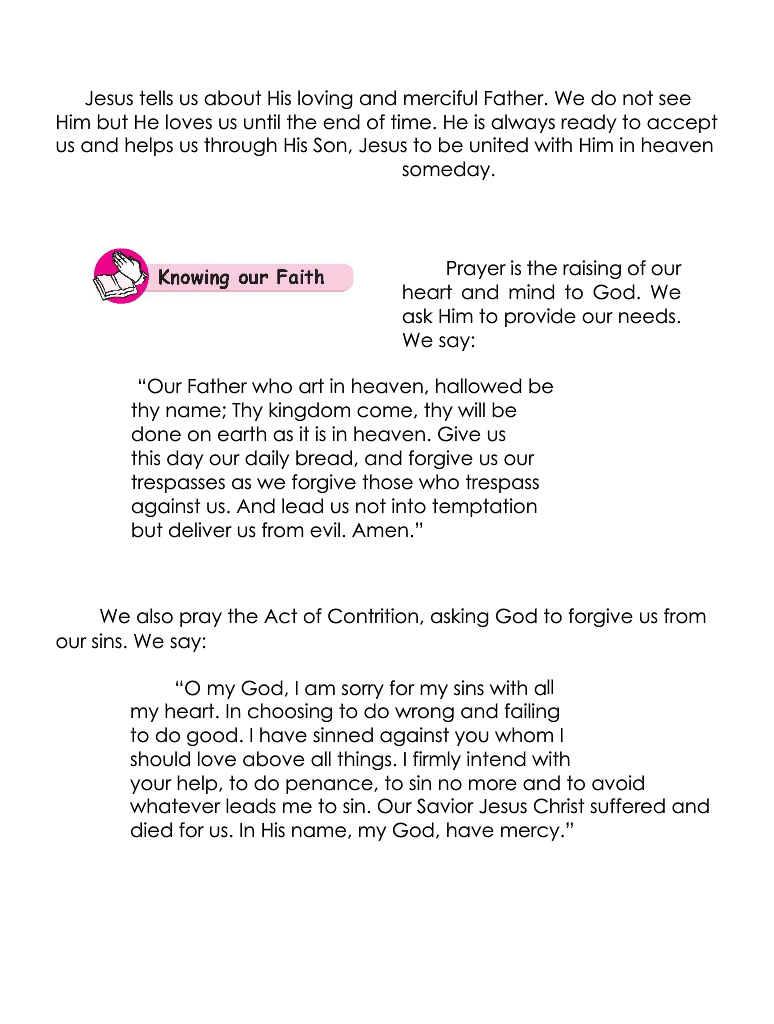 Jesus tells us about His loving and merciful Father. We do not see
Him but He loves us until the end of time. He is always ready to accept
us and helps us through His Son, Jesus to be united with Him in heaven
someday.
Knowing our Faith
Prayer is the raising of our
heart and mind to God. We
ask Him to provide our needs.
We say:
“Our Father who art in heaven, hallowed be
thy name; Thy kingdom come, thy will be
done on earth as it is in heaven. Give us
this day our daily bread, and forgive us our
trespasses as we forgive those who trespass
against us. And lead us not into temptation
but deliver us from evil. Amen.”
We also pray the Act of Contrition, asking God to forgive us from
our sins. We say:
“O my God, I am sorry for my sins with all
my heart. In choosing to do wrong and failing
to do good. I have sinned against you whom I
should love above all things. I firmly intend with
your help, to do penance, to sin no more and to avoid
whatever leads me to sin. Our Savior Jesus Christ suffered and
died for us. In His name, my God, have mercy.”